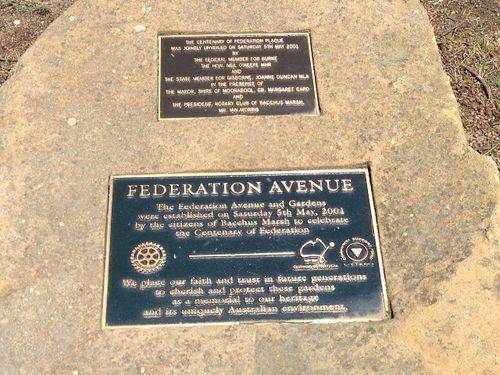 THE CENTENARY OF FEDERATION PLAQUE
WAS JOINTLY UNVEILED ON SATURDAY 5TH MAY 2001
BY
THE FEDERAL MEMBER FOR BURKE
THE HON. NEIL O'KEEFE MHR
AND
THE STATE MEMBER FOR GISBORNE, JOANNE DUNCAN MLA
IN THE PRESENCE OF
THE MAYOR, SHIRE OF MOORABOOL, CR. MARGARET
AND
THE PRESIDENT, ROTARY CLUB OF BACCHUS MARSH,
MR. IAN MORRIS
FEDERATION AVENUE
The Federation Avenue and Gardens
were established on Saturday 5th May, 2001
by the citizens of Bacchus Marsh to celebrate
the Centenary of Federation
We place our faith and trust in future generations
to cherish and protect these gardens
as a memorial to our heritage
and its uniquely Australian environment.